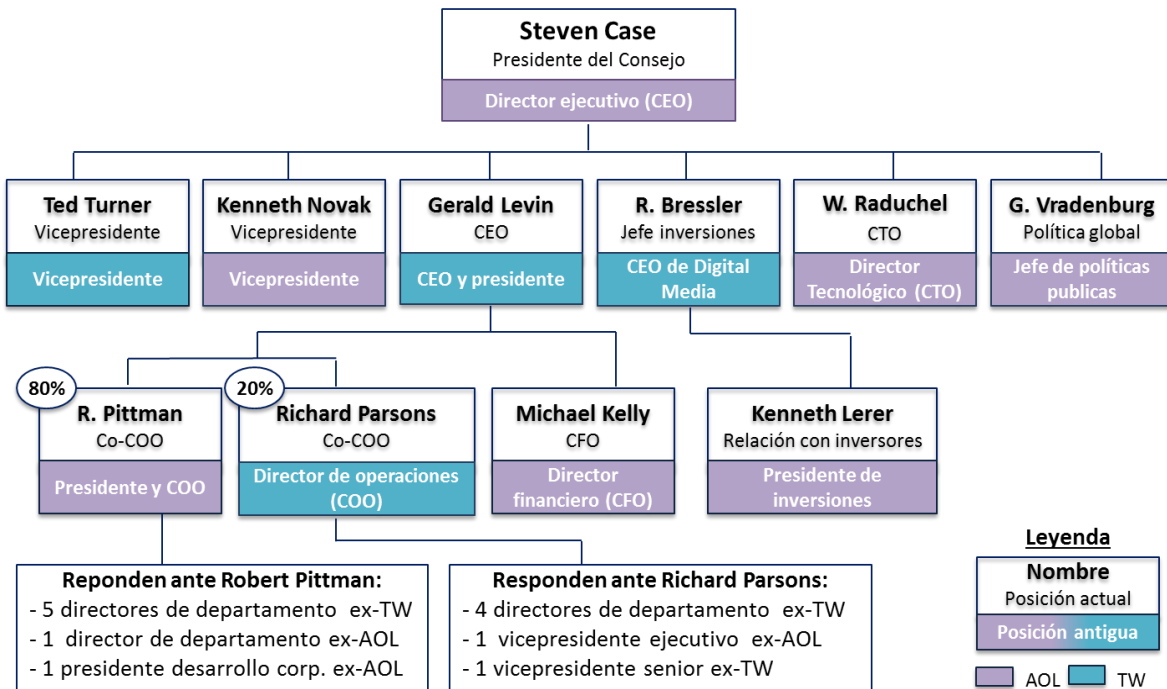 Steven Case
Presidente del Consejo
Director ejecutivo (CEO)
Ted Turner
Vicepresidente
Vicepresidente
Kenneth Novak
Vicepresidente
Vicepresidente
Gerald Levin
CEO
CEO y presidente
R. Bressler
Jefe inversiones
CEO de Digital
Media
W. Raduchel
CTO
Director
Tecnológico (CTO)
G. Vradenburg
Política global
Jefe de políticas
publicas
80%
R. Pittman
Co-COO
Presidente y COO
20%
Richard Parsons
Co-COO
Director de operaciones
(COO)
Michael Kelly
CFO
Director
financiero (CFO)
Kenneth Lerer
Relación con inversores
Presidente de
inversiones
Reponden ante Robert Pittman:
- 5 directores de departamento ex-TW
- 1 director de departamento ex-AOL
- 1 presidente desarrollo corp. ex-AOL
Responden ante Richard Parsons:
- 4 directores de departamento ex-TW
- 1 vicepresidente ejecutivo ex-AOL
- 1 vicepresidente senior ex-TW
Leyenda
Nombre
Posición actual
Posición antigua
AOL TW